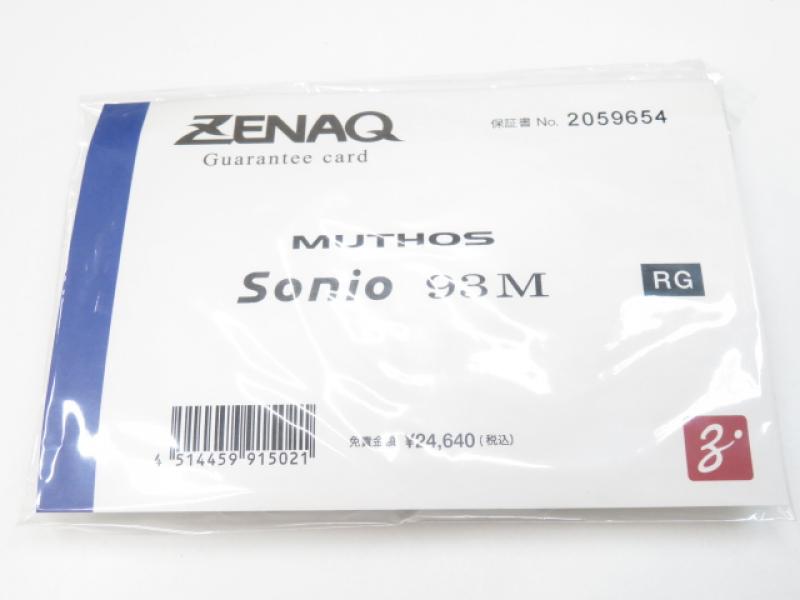 ZENAQ
Guarantee card
保証書 No. 2059654
MUTHOS
Sonio 93M
RG
4 514459 915021
免責金額 ¥24,640 (税込)
z.